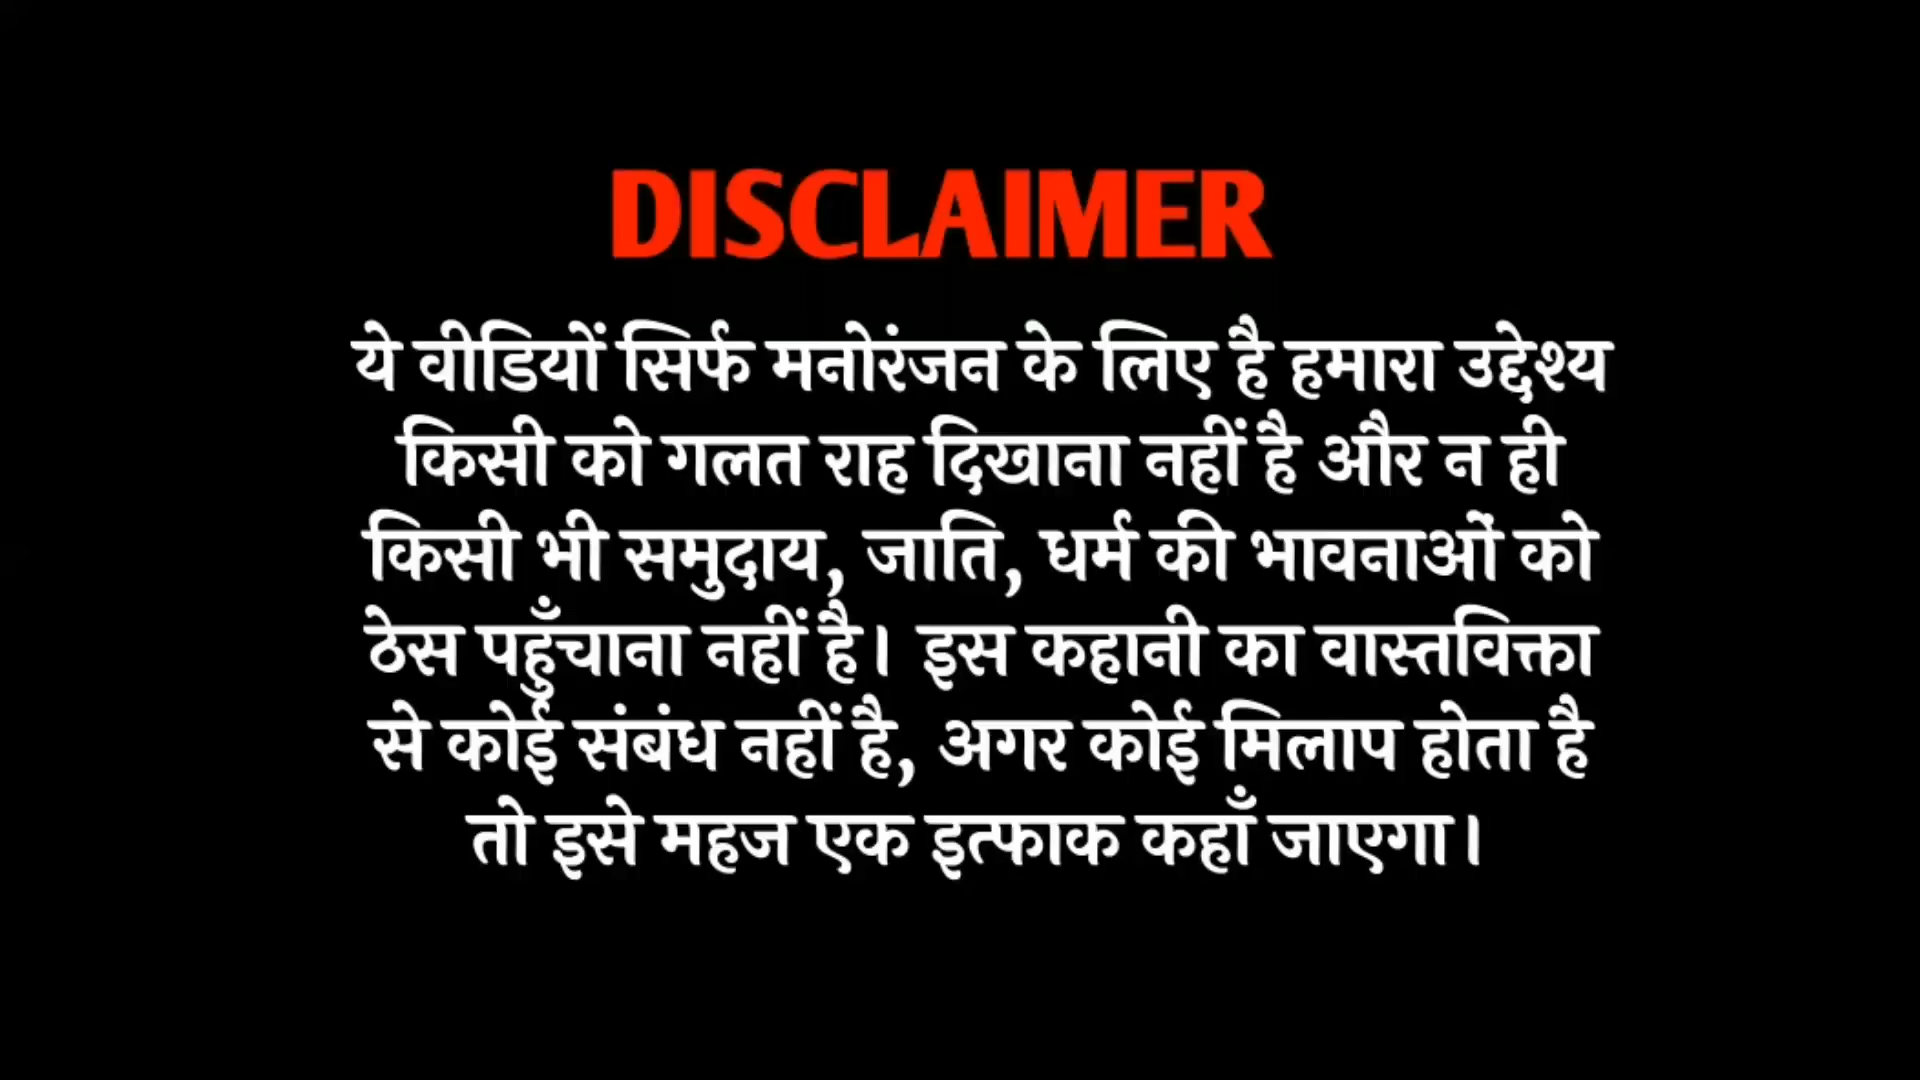 DISCLAIMER
ये वीडियों सिर्फ मनोरंजन के लिए है हमारा उद्देश्य
किसी को गलत राह दिखाना नहीं है और न ही
किसी भी समुदाय, जाति, धर्म की भावनाओं को
ठेस पहुँचाना नहीं है। इस कहानी का वास्तविक्ता
से कोई संबंध नहीं है, अगर कोई मिलाप होता है
तो इसे महज एक इत्फाक कहाँ जाएगा।